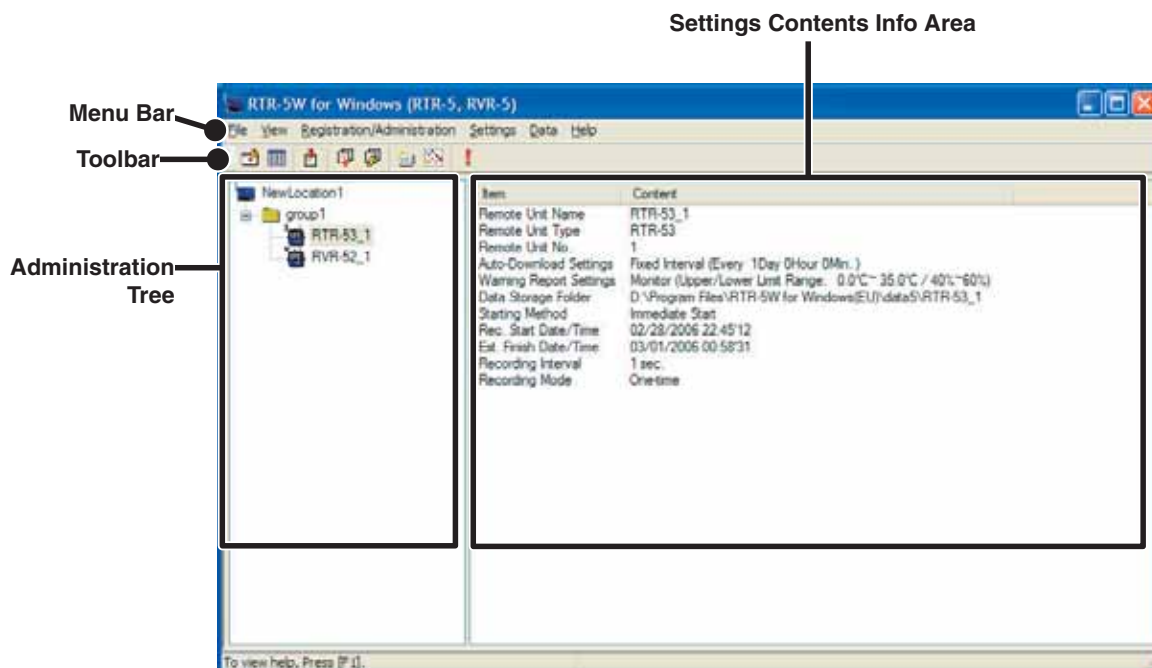 Settings Contents Info Area
Menu Bar
Toolbar
Administration
Tree
RTR-5W for Windows (RTR-5, RVR-5)
File View Registration/Administration Settings Data Help
NewLocation1
group1
RTR-53_1
RVR-52_1
Item Content
Remote Unit Name RTR-53_1
Remote Unit Type RTR-53
Remote Unit No. 1
Auto-Download Settings Fixed Interval (Every 1Day 0Hour 0Min. )
Warning Report Settings Monitor (Upper/Lower Limit Range. 0.0°C~ 35.0°C / 40%~60%)
Data Storage Folder D:\Program Files\RTR-5W for Windows(EU)\data5\RTR-53_1
Starting Method Immediate Start
Rec. Start Date/Time 02/28/2006 22:45'12
Est. Finish Date/Time 03/01/2006 00:58'31
Recording Interval 1 sec.
Recording Mode One-time
To view help, Press [F1].